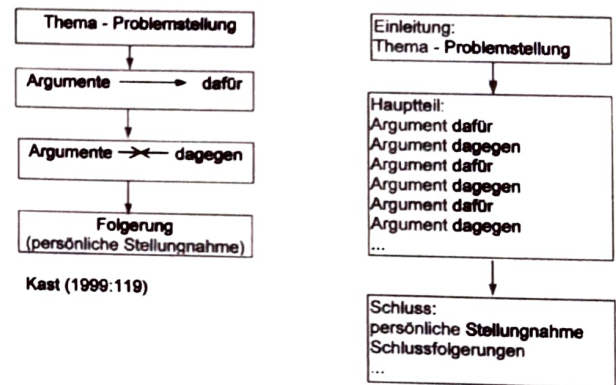 Thema - Problemstellung
Argumente dafür
Argumente dagegen
Folgerung
(persönliche Stellungnahme)
Kast (1999:119)
Einleitung:
Thema - Problemstellung
Hauptteil:
Argument dafür
Argument dagegen
Argument dafür
Argument dagegen
Argument dafür
Argument dagegen
...
Schluss:
persönliche Stellungnahme
Schlussfolgerungen
...